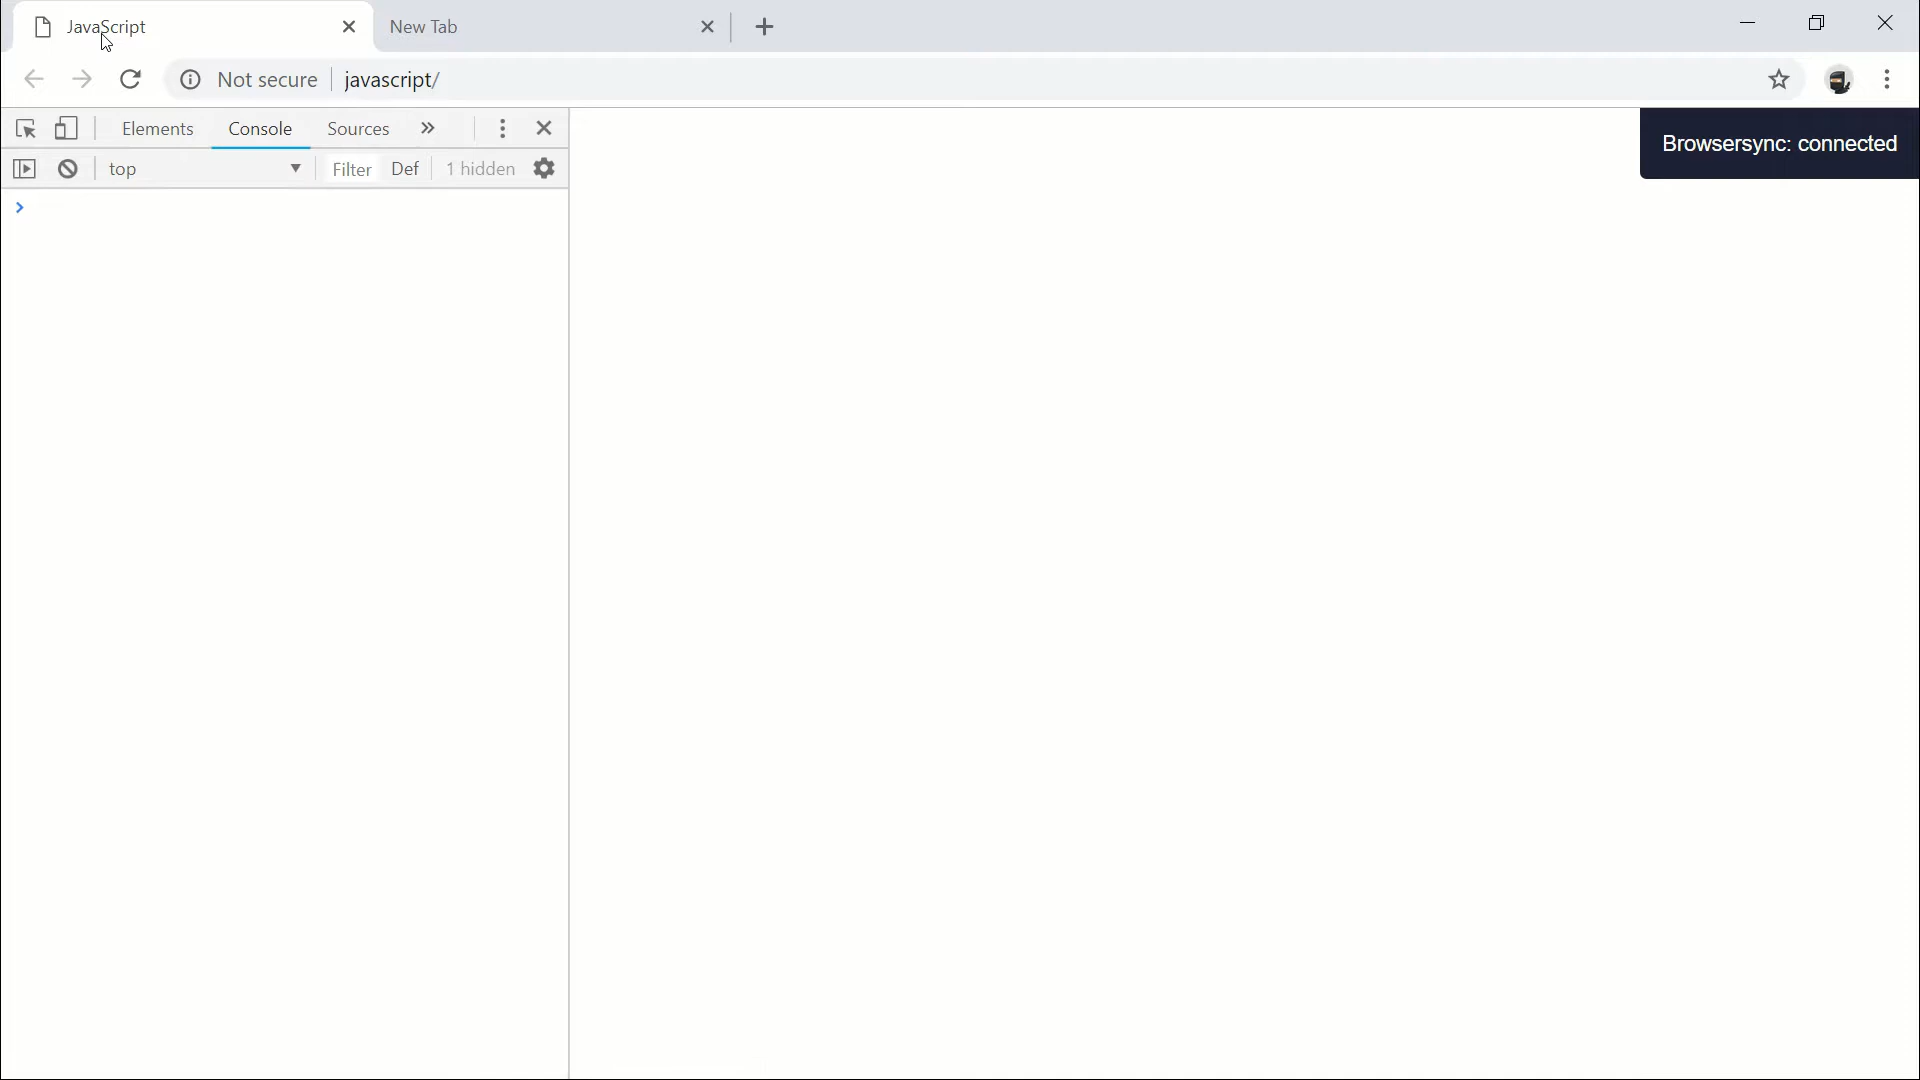 JavaScript
New Tab
Not secure
javascript/
Elements
Console
Sources
Browsersync: connected
top
Filter
Def
1 hidden